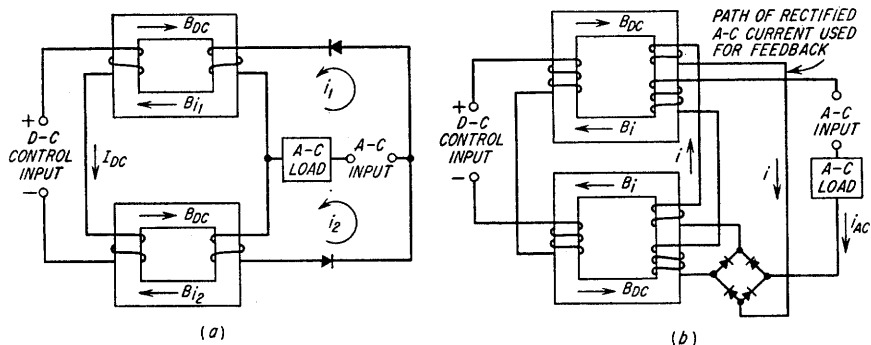 B_DC
B_i1
i_1
+
D-C
CONTROL
INPUT
−
I_DC
A-C
LOAD
A-C
INPUT
B_DC
i_2
B_i2
(a)
PATH OF RECTIFIED
A-C CURRENT USED
FOR FEEDBACK
B_DC
B_i
+
D-C
CONTROL
INPUT
−
i
i
A-C
INPUT
A-C
LOAD
i_AC
B_i
B_DC
(b)